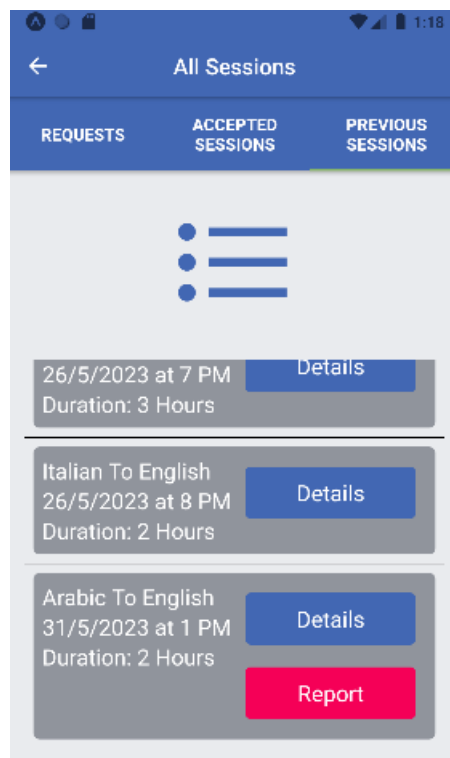 1:18
All Sessions
REQUESTS
ACCEPTED
SESSIONS
PREVIOUS
SESSIONS
26/5/2023 at 7 PM
Details
Duration: 3 Hours
Italian To English
26/5/2023 at 8 PM
Details
Duration: 2 Hours
Arabic To English
31/5/2023 at 1 PM
Details
Duration: 2 Hours
Report